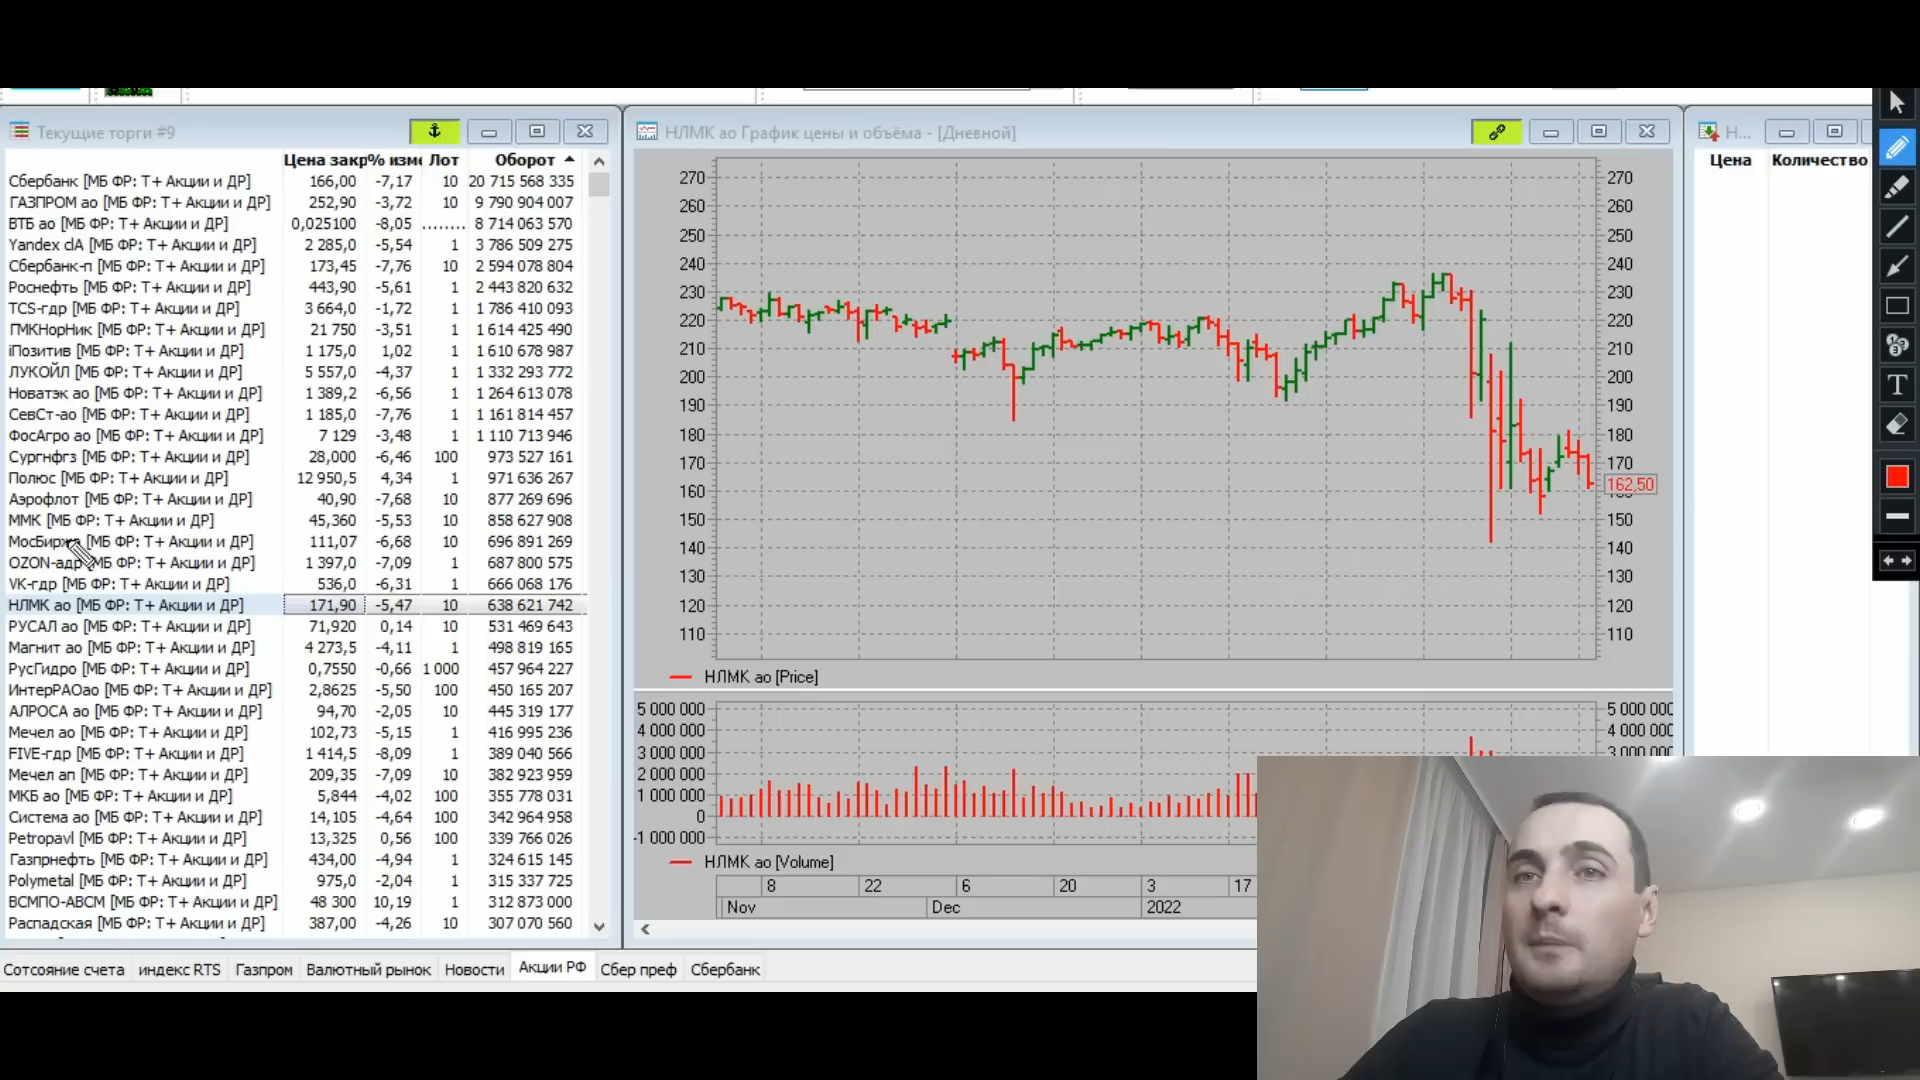 Текущие торги #9
Цена закр % изме Лот Оборот
Сбербанк [МБ ФР: Т+ Акции и ДР] 166,00 -7,17 10 20 715 568 335
ГАЗПРОМ ао [МБ ФР: Т+ Акции и ДР] 252,90 -3,72 10 9 790 904 007
ВТБ ао [МБ ФР: Т+ Акции и ДР] 0,025100 -8,05 ........ 8 714 063 570
Yandex clA [МБ ФР: Т+ Акции и ДР] 2 285,0 -5,54 1 3 786 509 275
Сбербанк-п [МБ ФР: Т+ Акции и ДР] 173,45 -7,76 10 2 594 078 804
Роснефть [МБ ФР: Т+ Акции и ДР] 443,90 -5,61 1 2 443 820 632
TCS-гдр [МБ ФР: Т+ Акции и ДР] 3 664,0 -1,72 1 1 786 410 093
ГМКНорНик [МБ ФР: Т+ Акции и ДР] 21 750 -3,51 1 1 614 425 490
iПозитив [МБ ФР: Т+ Акции и ДР] 1 175,0 1,02 1 1 610 678 987
ЛУКОЙЛ [МБ ФР: Т+ Акции и ДР] 5 557,0 -4,37 1 1 332 293 772
Новатэк ао [МБ ФР: Т+ Акции и ДР] 1 389,2 -6,56 1 1 264 613 078
СевСт-ао [МБ ФР: Т+ Акции и ДР] 1 185,0 -7,76 1 1 161 814 457
ФосАгро ао [МБ ФР: Т+ Акции и ДР] 7 129 -3,48 1 1 110 713 946
Сургнфгз [МБ ФР: Т+ Акции и ДР] 28,000 -6,46 100 973 527 161
Полюс [МБ ФР: Т+ Акции и ДР] 12 950,5 4,34 1 971 636 267
Аэрофлот [МБ ФР: Т+ Акции и ДР] 40,90 -7,68 10 877 269 696
ММК [МБ ФР: Т+ Акции и ДР] 45,360 -5,53 10 858 627 908
МосБиржа [МБ ФР: Т+ Акции и ДР] 111,07 -6,68 10 696 891 269
OZON-адр [МБ ФР: Т+ Акции и ДР] 1 397,0 -7,09 1 687 800 575
VK-гдр [МБ ФР: Т+ Акции и ДР] 536,0 -6,31 1 666 068 176
НЛМК ао [МБ ФР: Т+ Акции и ДР] 171,90 -5,47 10 638 621 742
РУСАЛ ао [МБ ФР: Т+ Акции и ДР] 71,920 0,14 10 531 469 643
Магнит ао [МБ ФР: Т+ Акции и ДР] 4 273,5 -4,11 1 498 819 165
РусГидро [МБ ФР: Т+ Акции и ДР] 0,7550 -0,66 1 000 457 964 227
ИнтерРАОао [МБ ФР: Т+ Акции и ДР] 2,8625 -5,50 100 450 165 207
АЛРОСА ао [МБ ФР: Т+ Акции и ДР] 94,70 -2,05 10 445 319 177
Мечел ао [МБ ФР: Т+ Акции и ДР] 102,73 -5,15 1 416 995 236
FIVE-гдр [МБ ФР: Т+ Акции и ДР] 1 414,5 -8,09 1 389 040 566
Мечел ап [МБ ФР: Т+ Акции и ДР] 209,35 -7,09 10 382 923 959
МКБ ао [МБ ФР: Т+ Акции и ДР] 5,844 -4,02 100 355 778 031
Система ао [МБ ФР: Т+ Акции и ДР] 14,105 -4,64 100 342 964 958
Petropavl [МБ ФР: Т+ Акции и ДР] 13,325 0,56 100 339 766 026
Газпрнефть [МБ ФР: Т+ Акции и ДР] 434,00 -4,94 1 324 615 145
Polymetal [МБ ФР: Т+ Акции и ДР] 975,0 -2,04 1 315 337 725
ВСМПО-АВСМ [МБ ФР: Т+ Акции и ДР] 48 300 10,19 1 312 873 000
Распадская [МБ ФР: Т+ Акции и ДР] 387,00 -4,26 10 307 070 560
Сотсояние счета индекс RTS Газпром Валютный рынок Новости Акции РФ Сбер преф Сбербанк
НЛМК ао График цены и объёма - [Дневной]
270 270
260 260
250 250
240 240
230 230
220 220
210 210
200 200
190 190
180 180
170 170
160 162,50
150 150
140 140
130 130
120 120
110 110
НЛМК ао [Price]
5 000 000 5 000 000
4 000 000 4 000 000
3 000 000 3 000 000
2 000 000
1 000 000
0
-1 000 000
НЛМК ао [Volume]
8 22 6 20 3 17
Nov Dec 2022
Н...
Цена Количество
T